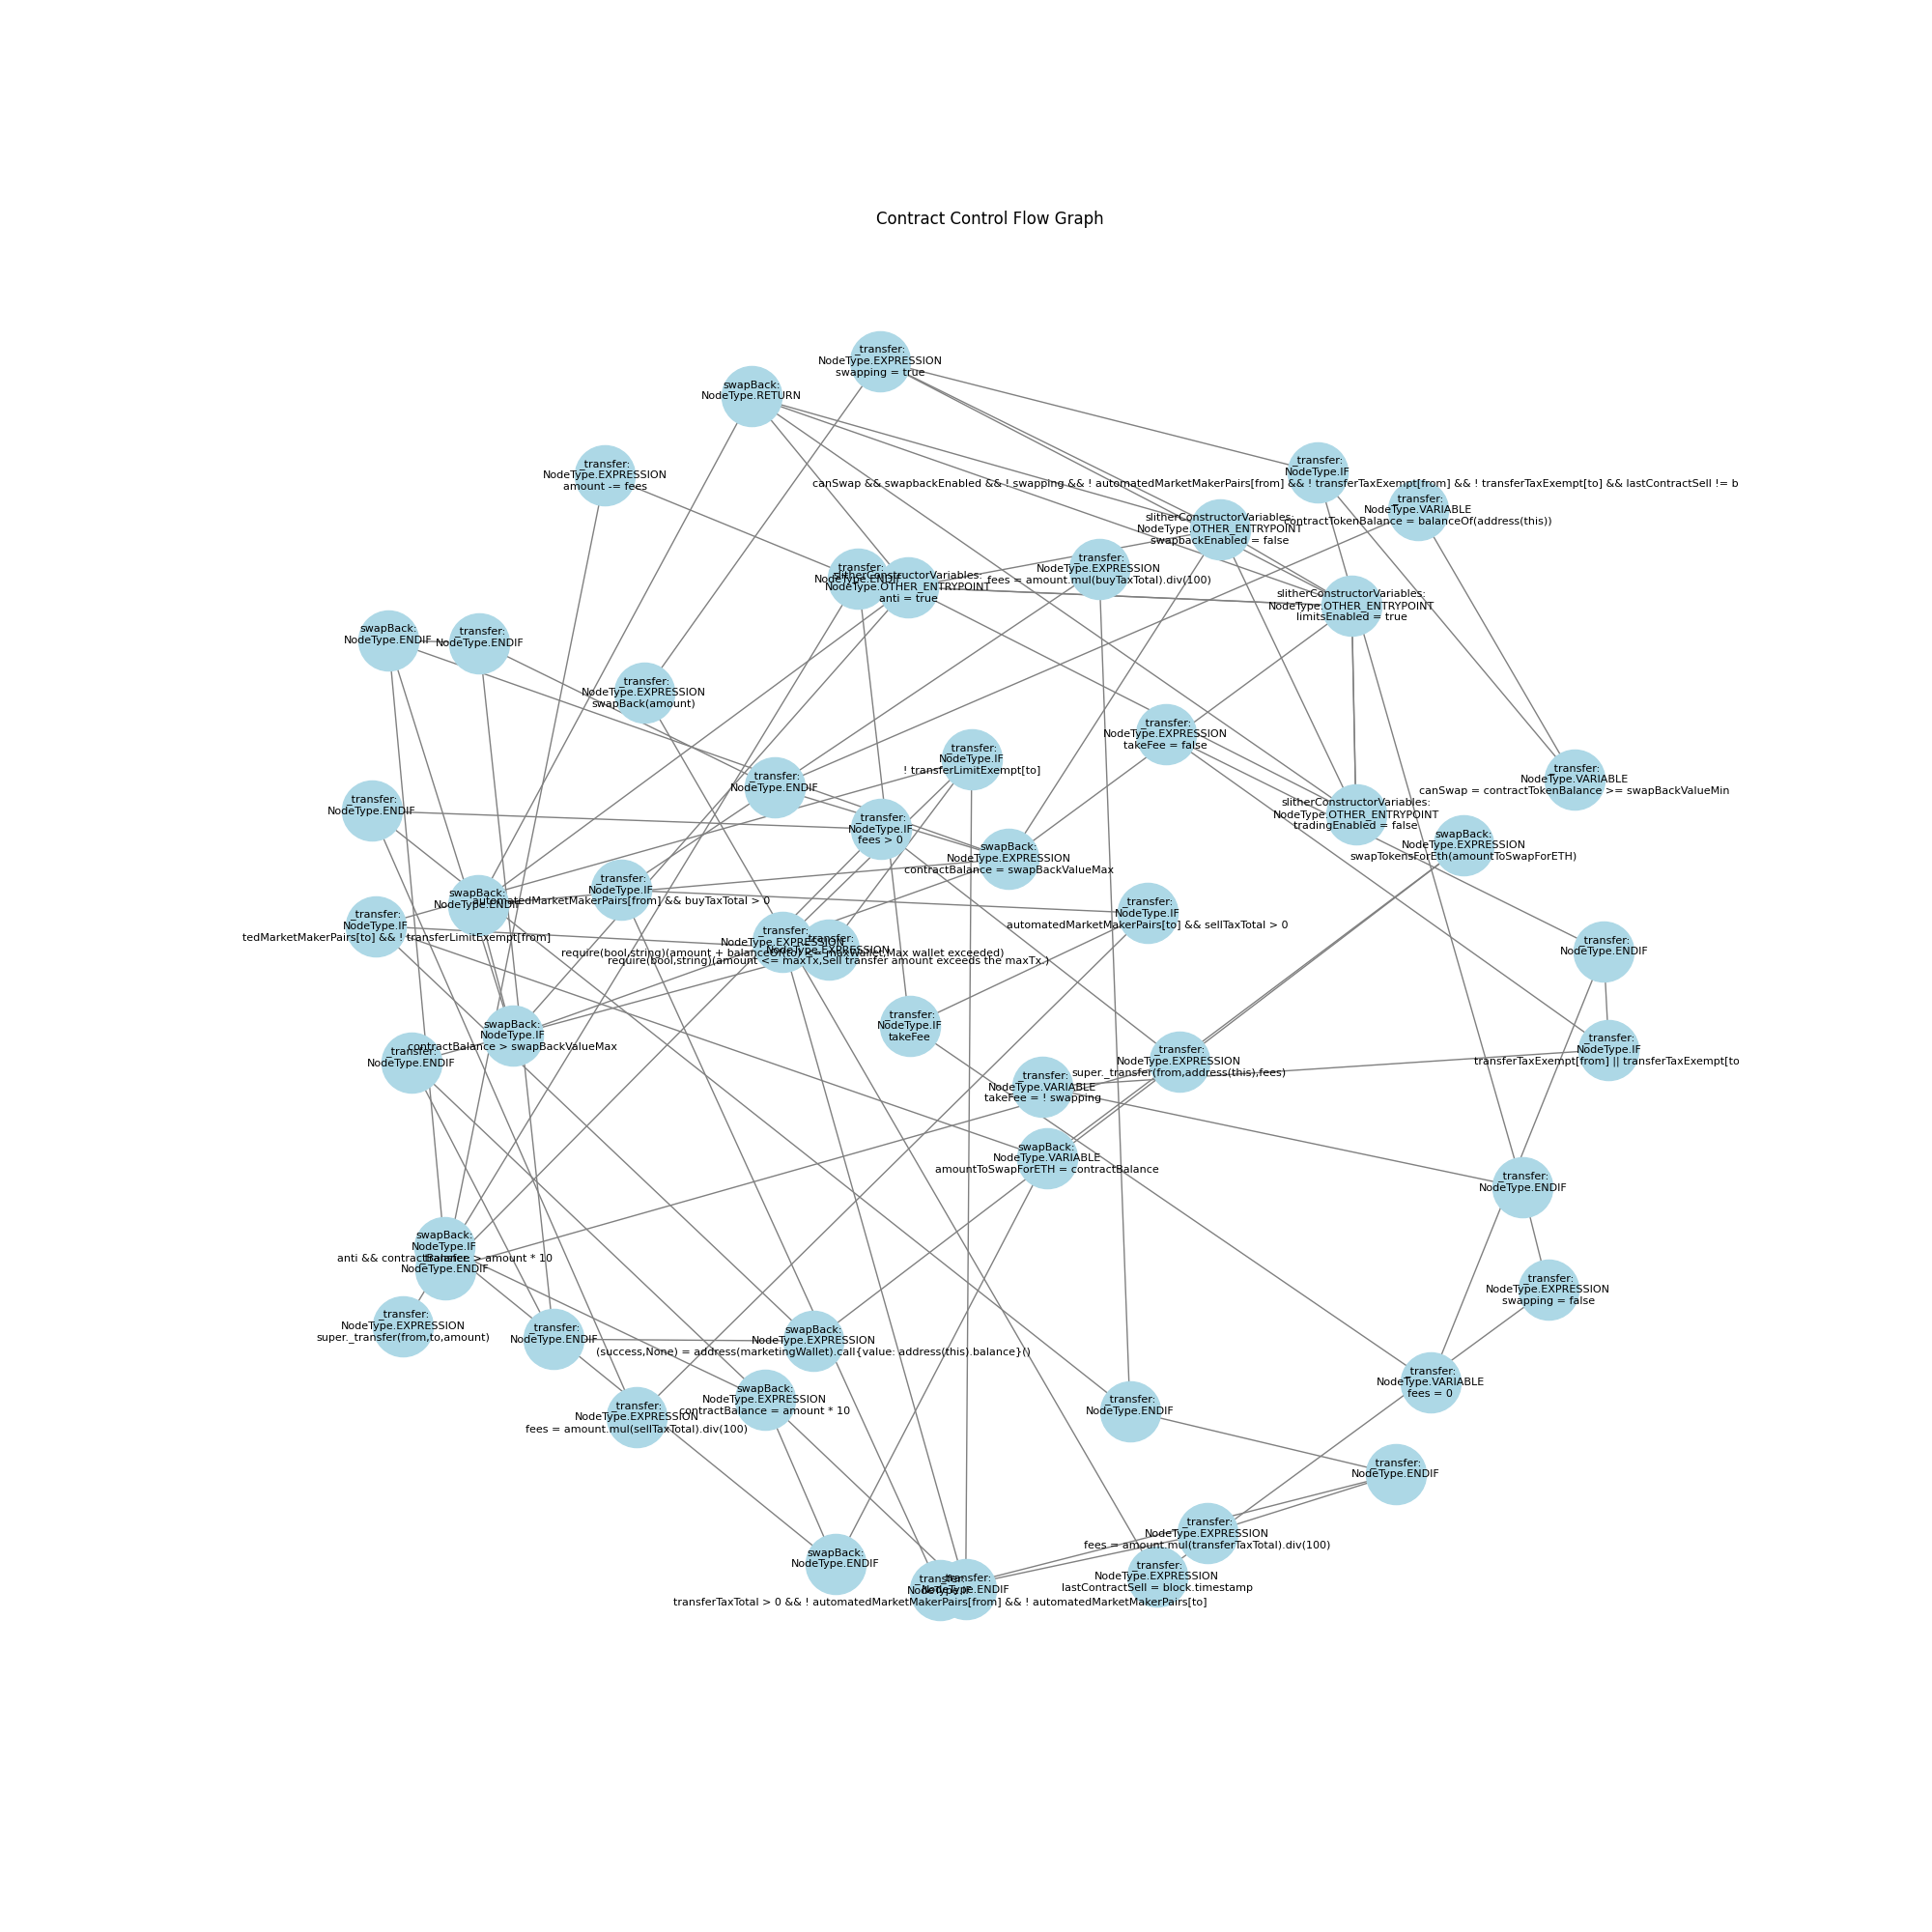 Contract Control Flow Graph
_transfer:
NodeType.EXPRESSION
swapping = true
swapBack:
NodeType.RETURN
_transfer:
NodeType.EXPRESSION
amount -= fees
_transfer:
NodeType.IF
canSwap && swapbackEnabled && ! swapping && ! automatedMarketMakerPairs[from] && ! transferTaxExempt[from] && ! transferTaxExempt[to] && lastContractSell != b
_transfer:
NodeType.VARIABLE
contractTokenBalance = balanceOf(address(this))
slitherConstructorVariables:
NodeType.OTHER_ENTRYPOINT
swapbackEnabled = false
_transfer:
NodeType.EXPRESSION
fees = amount.mul(buyTaxTotal).div(100)
_transfer:
NodeType.ENDIF
slitherConstructorVariables:
NodeType.OTHER_ENTRYPOINT
anti = true
slitherConstructorVariables:
NodeType.OTHER_ENTRYPOINT
limitsEnabled = true
swapBack:
NodeType.ENDIF
_transfer:
NodeType.ENDIF
_transfer:
NodeType.EXPRESSION
swapBack(amount)
_transfer:
NodeType.EXPRESSION
takeFee = false
_transfer:
NodeType.IF
! transferLimitExempt[to]
_transfer:
NodeType.ENDIF
_transfer:
NodeType.VARIABLE
canSwap = contractTokenBalance >= swapBackValueMin
_transfer:
NodeType.ENDIF
slitherConstructorVariables:
NodeType.OTHER_ENTRYPOINT
tradingEnabled = false
_transfer:
NodeType.IF
fees > 0
swapBack:
NodeType.EXPRESSION
swapTokensForEth(amountToSwapForETH)
swapBack:
NodeType.EXPRESSION
contractBalance = swapBackValueMax
_transfer:
NodeType.IF
automatedMarketMakerPairs[from] && buyTaxTotal > 0
swapBack:
NodeType.ENDIF
_transfer:
NodeType.IF
automatedMarketMakerPairs[to] && sellTaxTotal > 0
_transfer:
NodeType.IF
tedMarketMakerPairs[to] && ! transferLimitExempt[from]
_transfer:
NodeType.EXPRESSION
require(bool,string)(amount + balanceOf(to) <= maxWallet,Max wallet exceeded)
_transfer:
NodeType.EXPRESSION
require(bool,string)(amount <= maxTx,Sell transfer amount exceeds the maxTx.)
_transfer:
NodeType.ENDIF
_transfer:
NodeType.IF
takeFee
swapBack:
NodeType.IF
contractBalance > swapBackValueMax
_transfer:
NodeType.ENDIF
_transfer:
NodeType.IF
transferTaxExempt[from] || transferTaxExempt[to
_transfer:
NodeType.EXPRESSION
super._transfer(from,address(this),fees)
_transfer:
NodeType.VARIABLE
takeFee = ! swapping
swapBack:
NodeType.VARIABLE
amountToSwapForETH = contractBalance
_transfer:
NodeType.ENDIF
swapBack:
NodeType.IF
anti && contractBalance > amount * 10
_transfer:
NodeType.ENDIF
_transfer:
NodeType.EXPRESSION
swapping = false
_transfer:
NodeType.EXPRESSION
super._transfer(from,to,amount)
_transfer:
NodeType.ENDIF
swapBack:
NodeType.EXPRESSION
(success,None) = address(marketingWallet).call{value: address(this).balance}()
_transfer:
NodeType.VARIABLE
fees = 0
swapBack:
NodeType.EXPRESSION
contractBalance = amount * 10
_transfer:
NodeType.ENDIF
_transfer:
NodeType.EXPRESSION
fees = amount.mul(sellTaxTotal).div(100)
_transfer:
NodeType.ENDIF
_transfer:
NodeType.EXPRESSION
fees = amount.mul(transferTaxTotal).div(100)
swapBack:
NodeType.ENDIF
_transfer:
NodeType.EXPRESSION
lastContractSell = block.timestamp
_transfer:
NodeType.IF
transferTaxTotal > 0 && ! automatedMarketMakerPairs[from] && ! automatedMarketMakerPairs[to]
_transfer:
NodeType.ENDIF